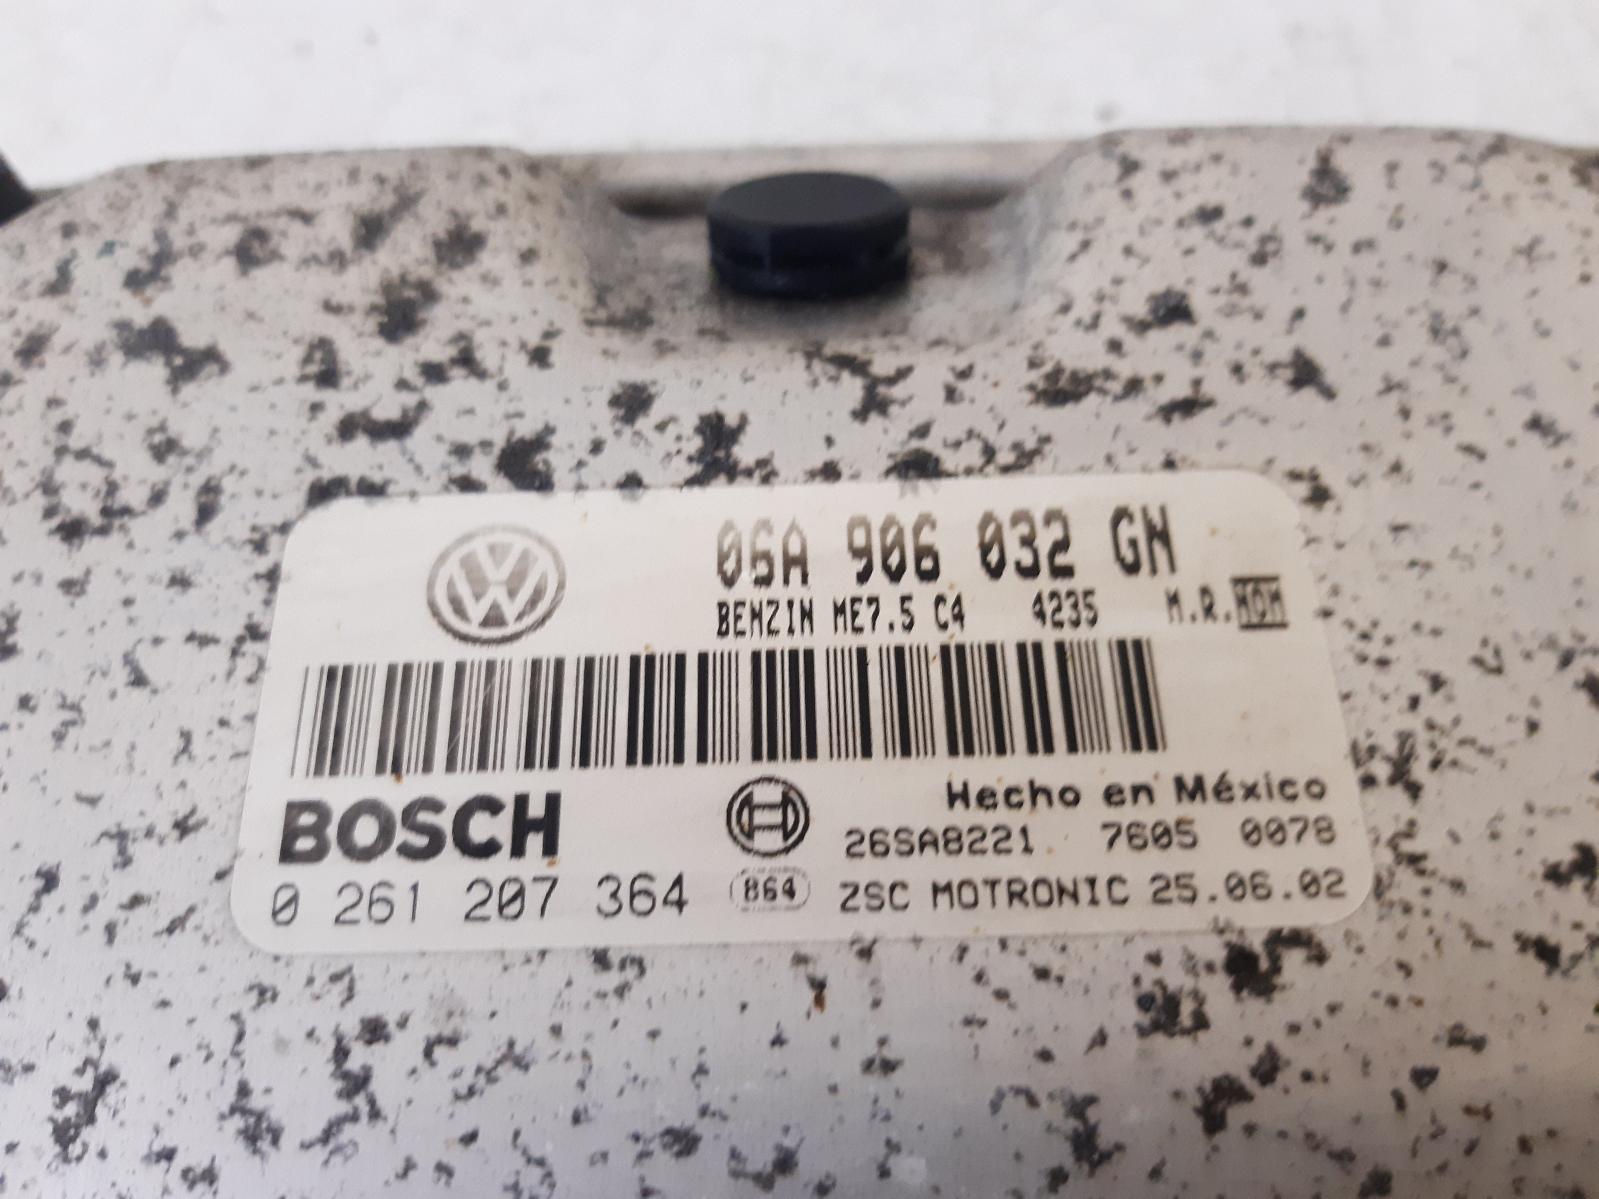 06A 906 032 GN
BENZIN ME7.5 C4 4235 M.R.MOM
BOSCH
Hecho en México
26SA8221 7605 0078
0 261 207 364 864 ZSC MOTRONIC 25.06.02